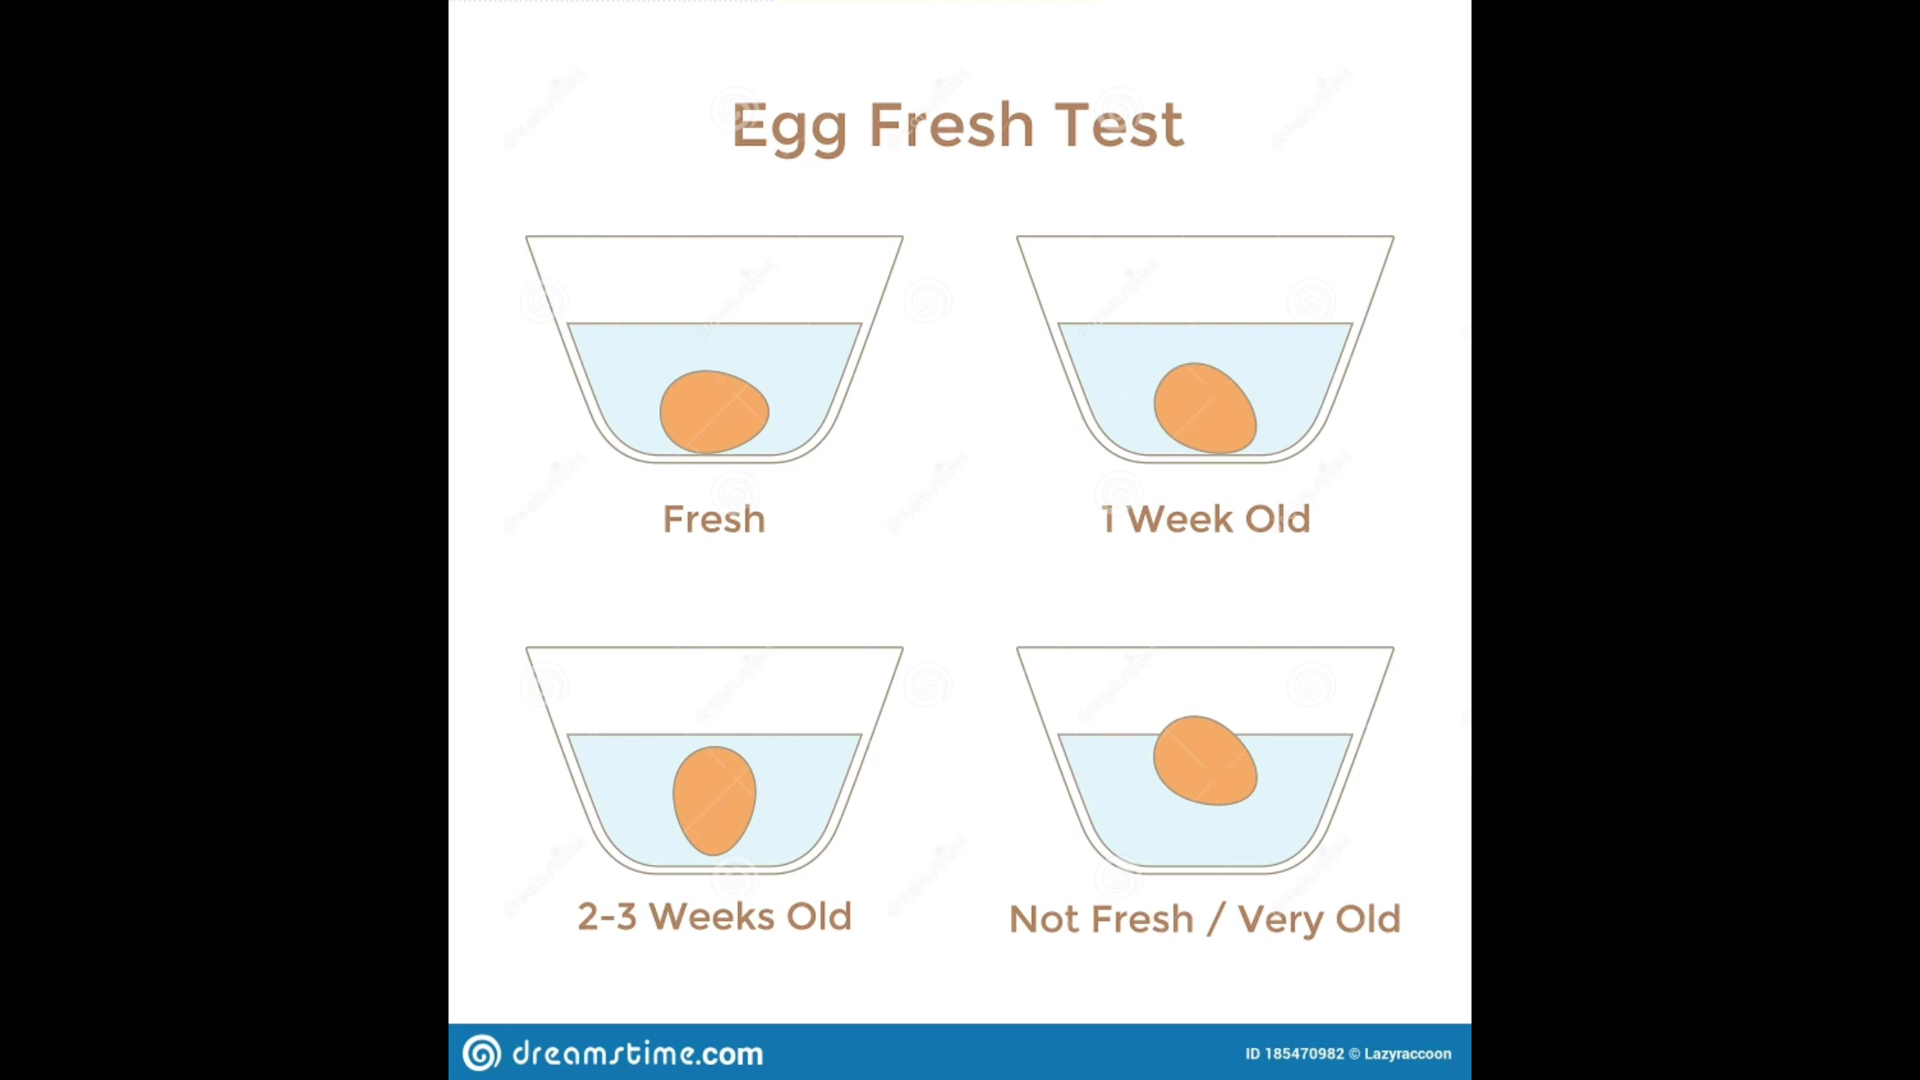 Egg Fresh Test
Fresh
1 Week Old
2-3 Weeks Old
Not Fresh / Very Old
dreamstime.com
ID 185470982 © Lazyraccoon